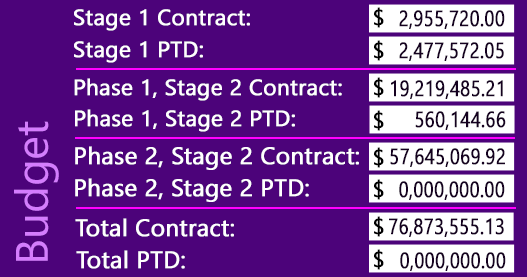 Budget
Stage 1 Contract: $ 2,955,720.00
Stage 1 PTD: $ 2,477,572.05
Phase 1, Stage 2 Contract: $ 19,219,485.21
Phase 1, Stage 2 PTD: $ 560,144.66
Phase 2, Stage 2 Contract: $ 57,645,069.92
Phase 2, Stage 2 PTD: $ 0,000,000.00
Total Contract: $ 76,873,555.13
Total PTD: $ 0,000,000.00